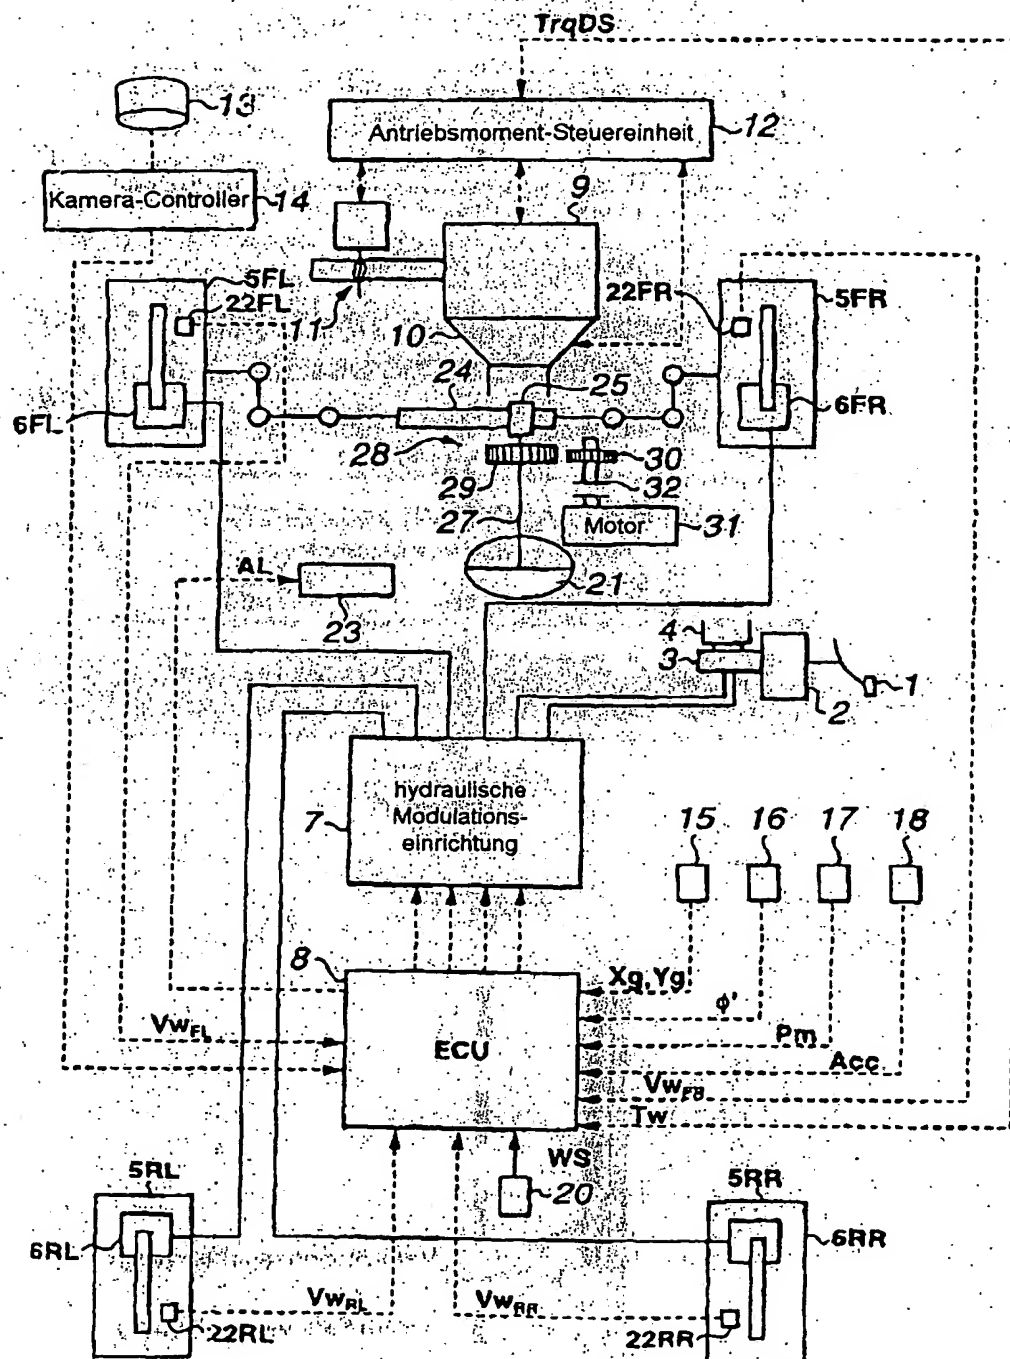 TrqDS
13
Antriebsmoment-Steuereinheit
12
Kamera-Controller
14
9
5FL
22FL
11
10
22FR
5FR
24
25
6FL
6FR
28
29
30
32
27
Motor
31
AL
23
21
4
3
2
1
hydraulische
Modulations-
einrichtung
7
15
16
17
18
8
Xg,Yg
ϕ'
VwFL
ECU
Pm
Acc
VwFR
Tw
WS
20
5RL
5RR
6RL
6RR
VwRL
VwRR
22RL
22RR